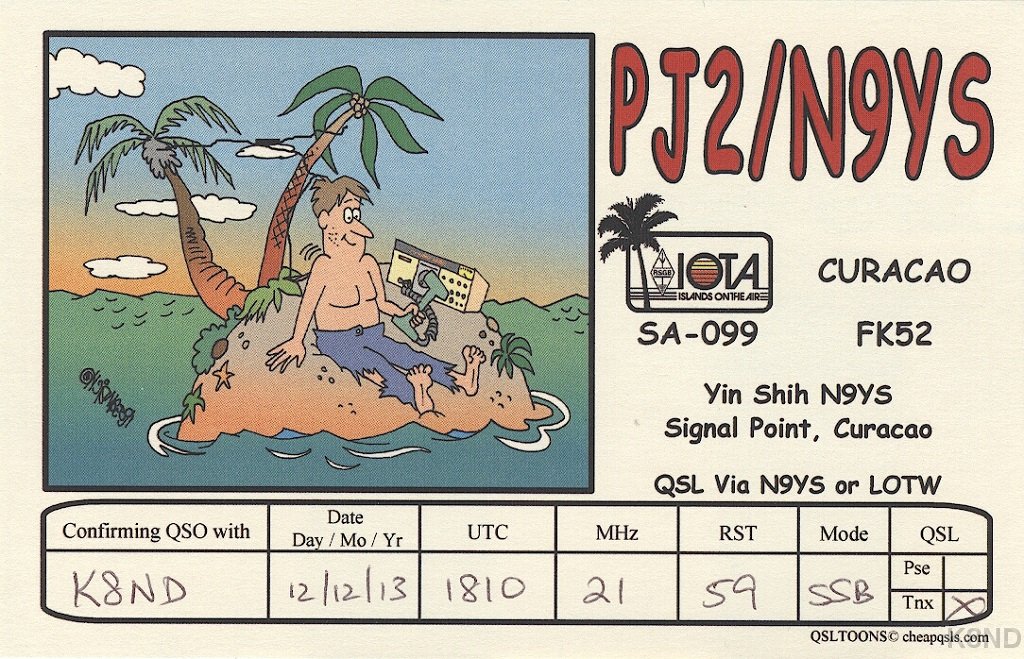 PJ2/N9YS
RSGB IOTA
ISLANDS ON THE AIR
CURACAO
SA-099 FK52
Yin Shih N9YS
Signal Point, Curacao
QSL Via N9YS or LOTW
Confirming QSO with Date Day / Mo / Yr UTC MHz RST Mode QSL
K8ND 12/12/13 1810 21 59 SSB Pse
Tnx X
QSLTOONS© cheapqsls.com
K8ND